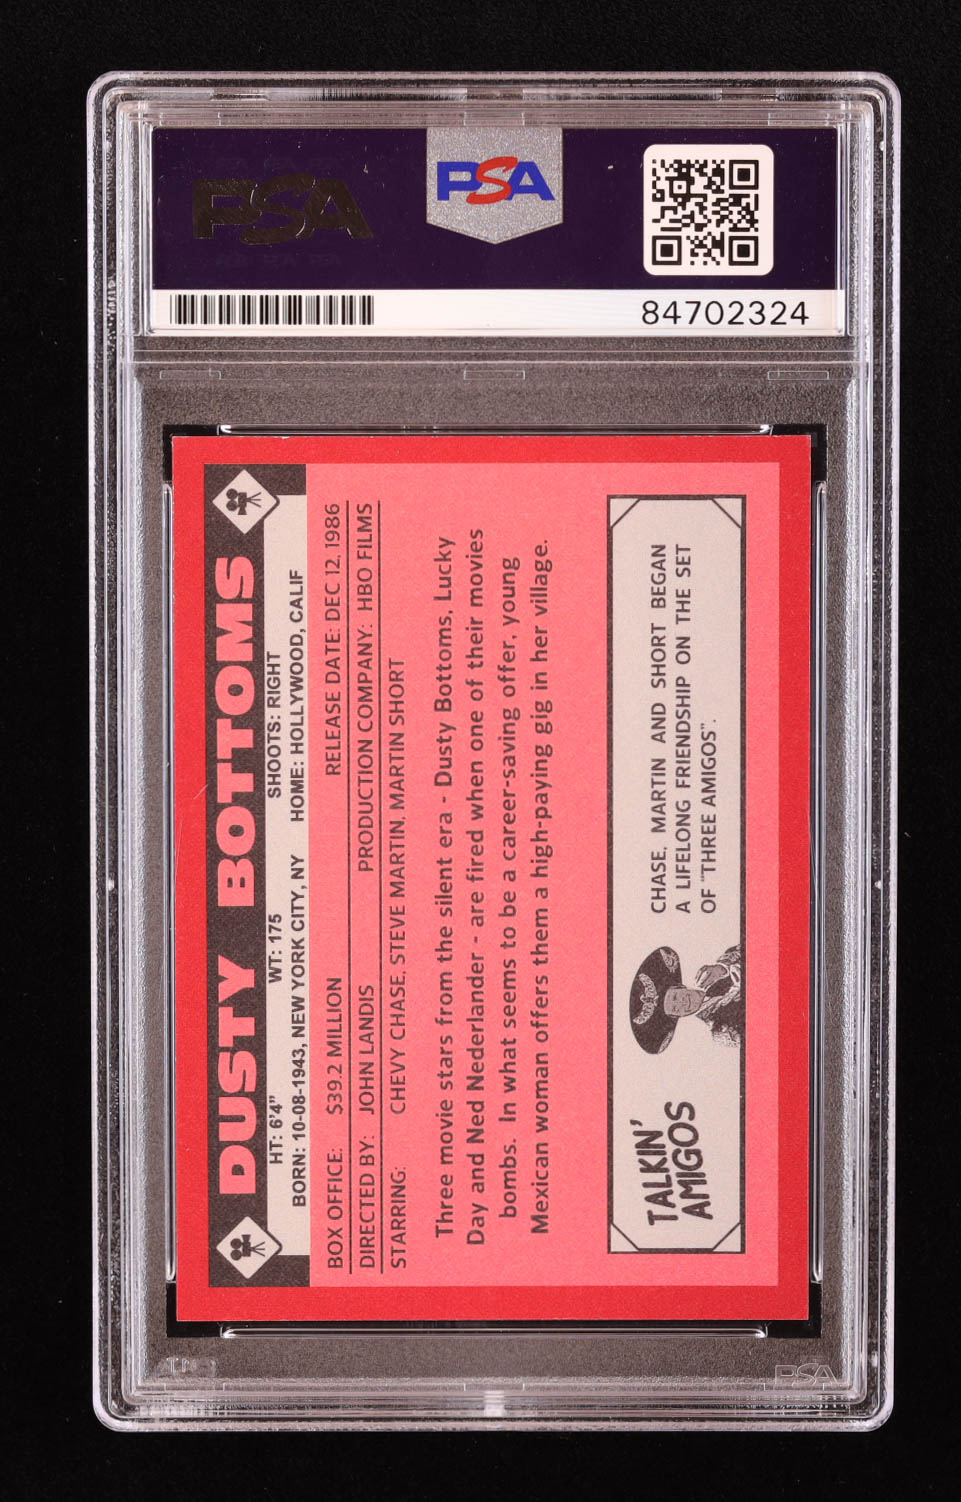 PSA
PSA
84702324
DUSTY BOTTOMS
HT: 6'4" WT: 175 SHOOTS: RIGHT
BORN: 10-08-1943, NEW YORK CITY, NY HOME: HOLLYWOOD, CALIF
BOX OFFICE: $39.2 MILLION RELEASE DATE: DEC 12, 1986
DIRECTED BY: JOHN LANDIS PRODUCTION COMPANY: HBO FILMS
STARRING: CHEVY CHASE, STEVE MARTIN, MARTIN SHORT
Three movie stars from the silent era - Dusty Bottoms, Lucky
Day and Ned Nederlander - are fired when one of their movies
bombs. In what seems to be a career-saving offer, young
Mexican woman offers them a high-paying gig in her village.
TALKIN'
AMIGOS
CHASE, MARTIN AND SHORT BEGAN
A LIFELONG FRIENDSHIP ON THE SET
OF "THREE AMIGOS".
PSA